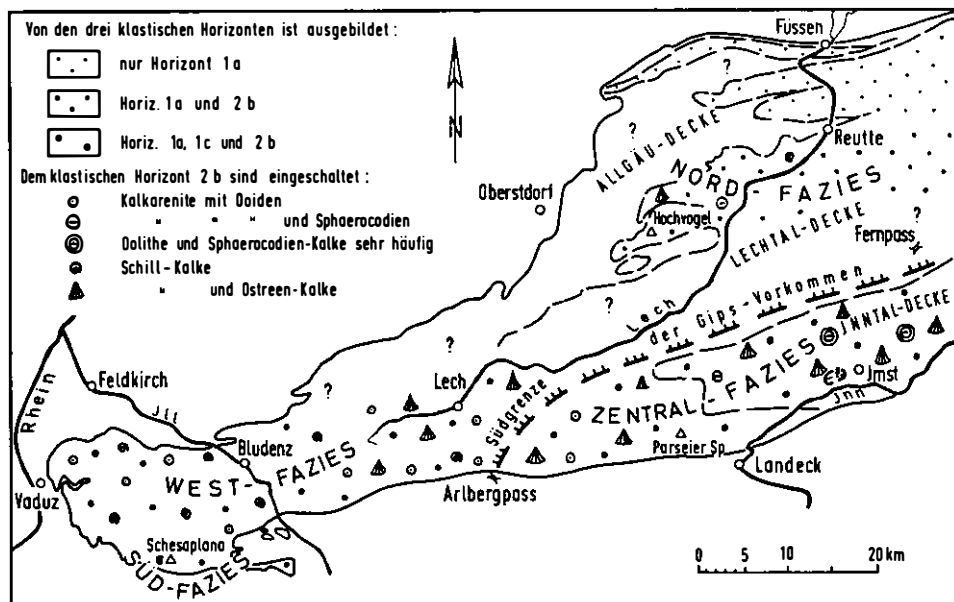 Von den drei klastischen Horizonten ist ausgebildet :
nur Horizont 1a
Horiz. 1a und 2b
Horiz. 1a, 1c und 2b
Dem klastischen Horizont 2b sind eingeschaltet :
Kalkarenite mit Ooiden
" " " und Sphaerocodien
Oolithe und Sphaerocodien-Kalke sehr häufig
Schill-Kalke
" und Ostreen-Kalke
N
Füssen
?
?
ALLGÄU-DECKE
Reutte
Oberstdorf
NORD-FAZIES
Hochvogel
LECHTAL-DECKE
?
Fernpass
?
Lech
Südgrenze der Gips-Vorkommen
JNNTAL-DECKE
?
?
Rhein
Feldkirch
Jll
Lech
ZENTRAL-FAZIES
Jmst
Jnn
Bludenz
WEST-FAZIES
Parseier Sp.
Landeck
Vaduz
Arlbergpass
Schesaplana
SÜD-FAZIES
0 5 10 20 km